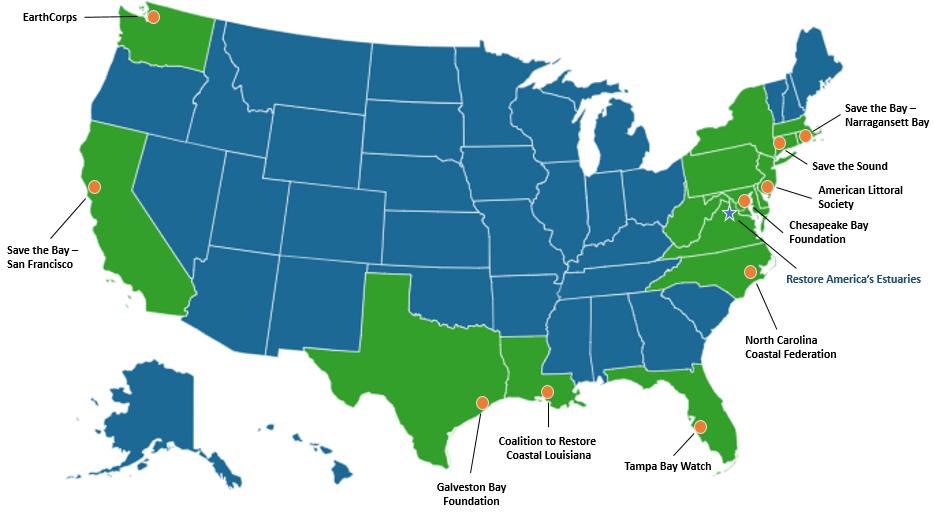 EarthCorps
Save the Bay –
Narragansett Bay
Save the Sound
American Littoral
Society
Chesapeake Bay
Foundation
Save the Bay –
San Francisco
Restore America's Estuaries
North Carolina
Coastal Federation
Coalition to Restore
Coastal Louisiana
Tampa Bay Watch
Galveston Bay
Foundation